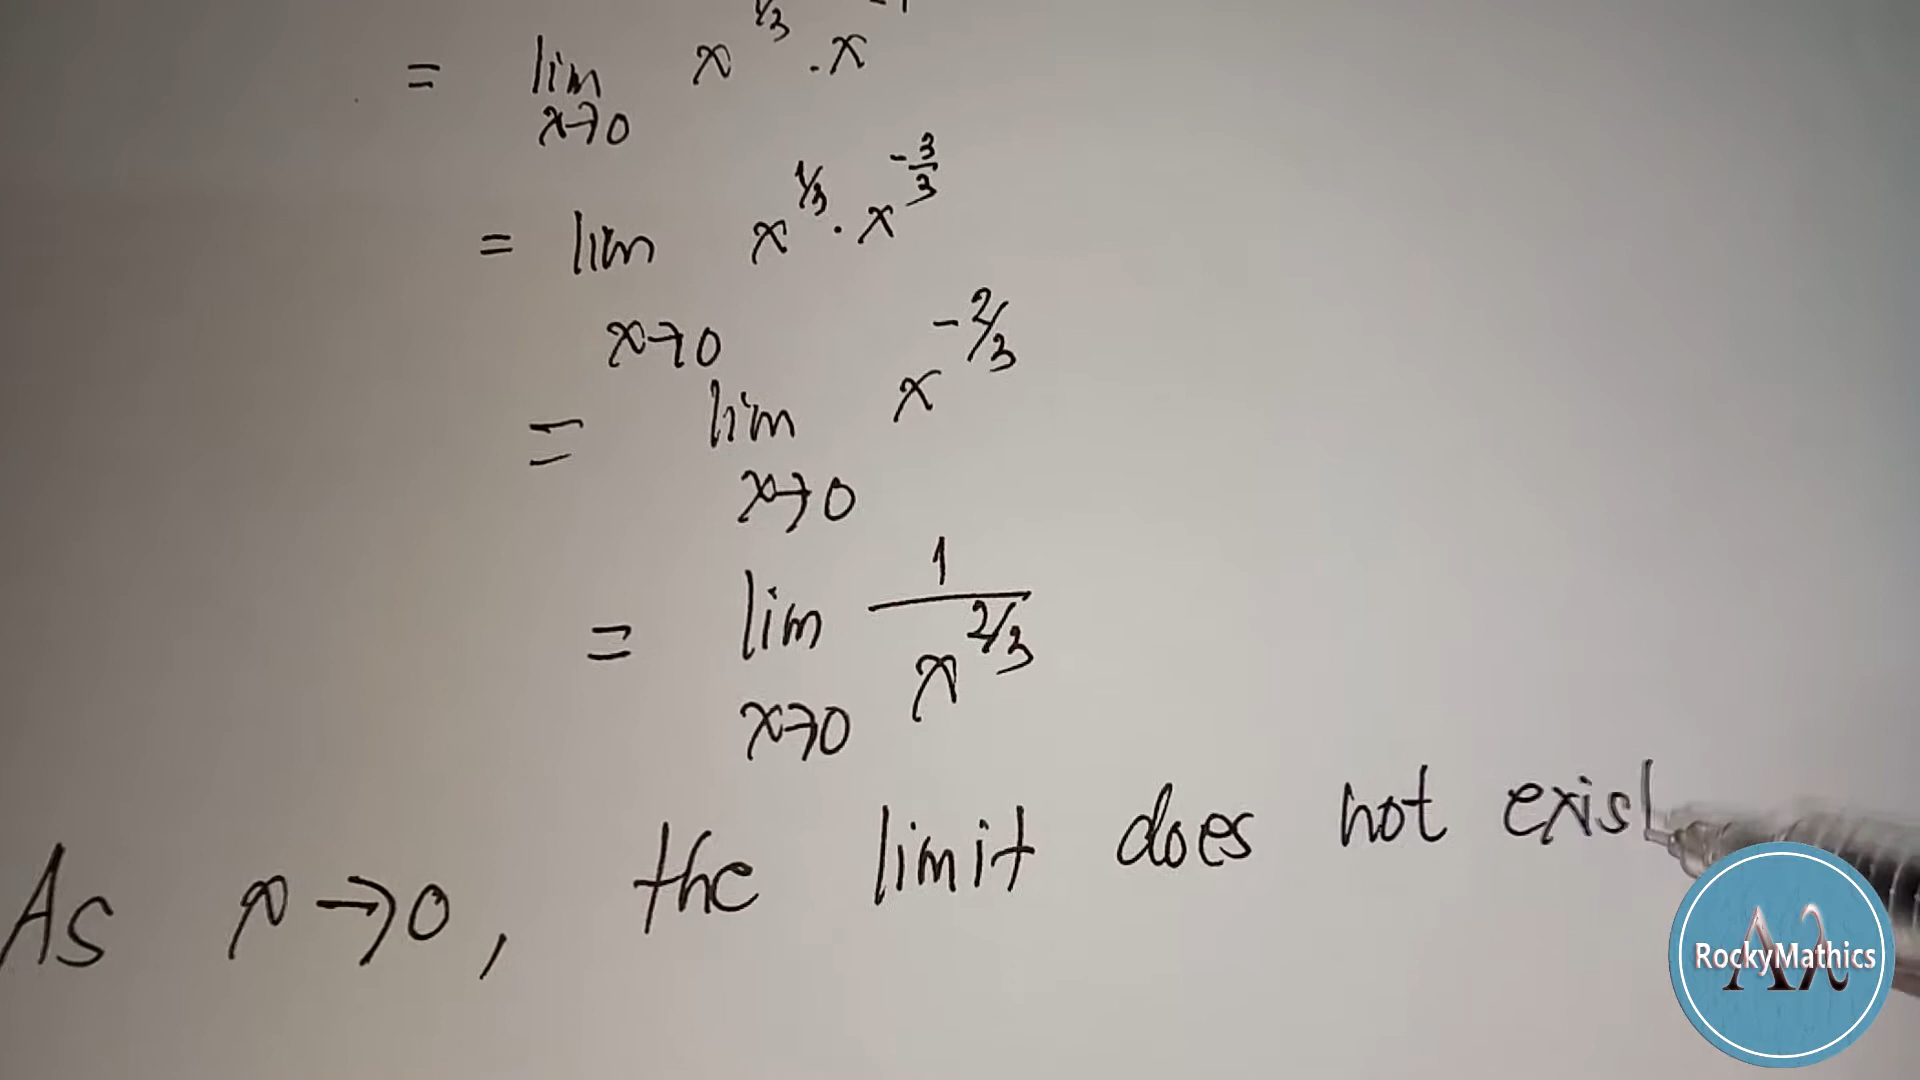 = lim x^1/3 . x^-1
x→0
= lim x^1/3 . x^-3/3
x→0
= lim x^-2/3
x→0
= lim 1/x^2/3
x→0
As x→0, the limit does not exist
RockyMathics